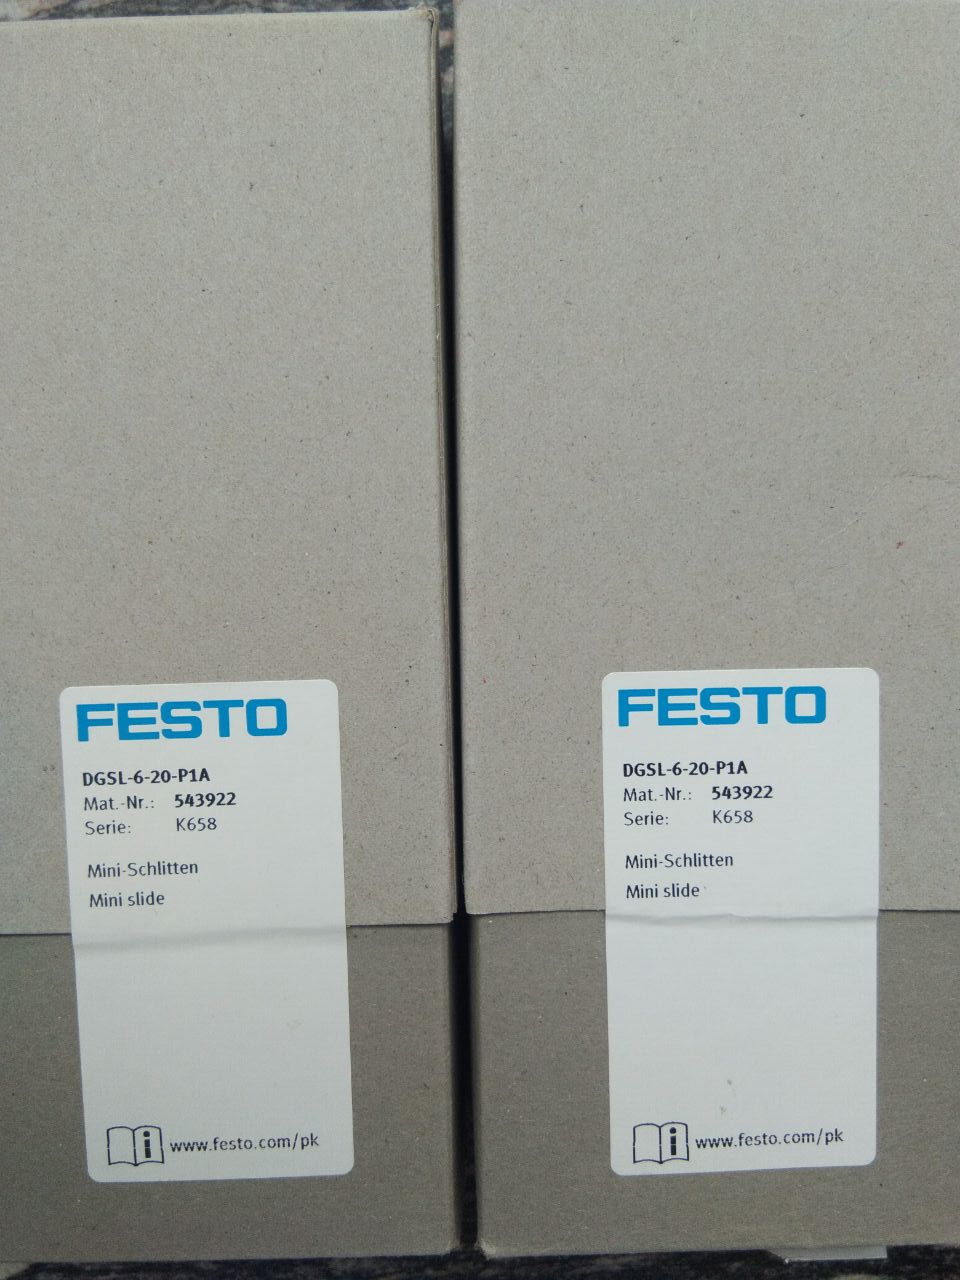 FESTO
DGSL-6-20-P1A
Mat.-Nr.: 543922
Serie: K658
Mini-Schlitten
Mini slide
www.festo.com/pk
FESTO
DGSL-6-20-P1A
Mat.-Nr.: 543922
Serie: K658
Mini-Schlitten
Mini slide
www.festo.com/pk